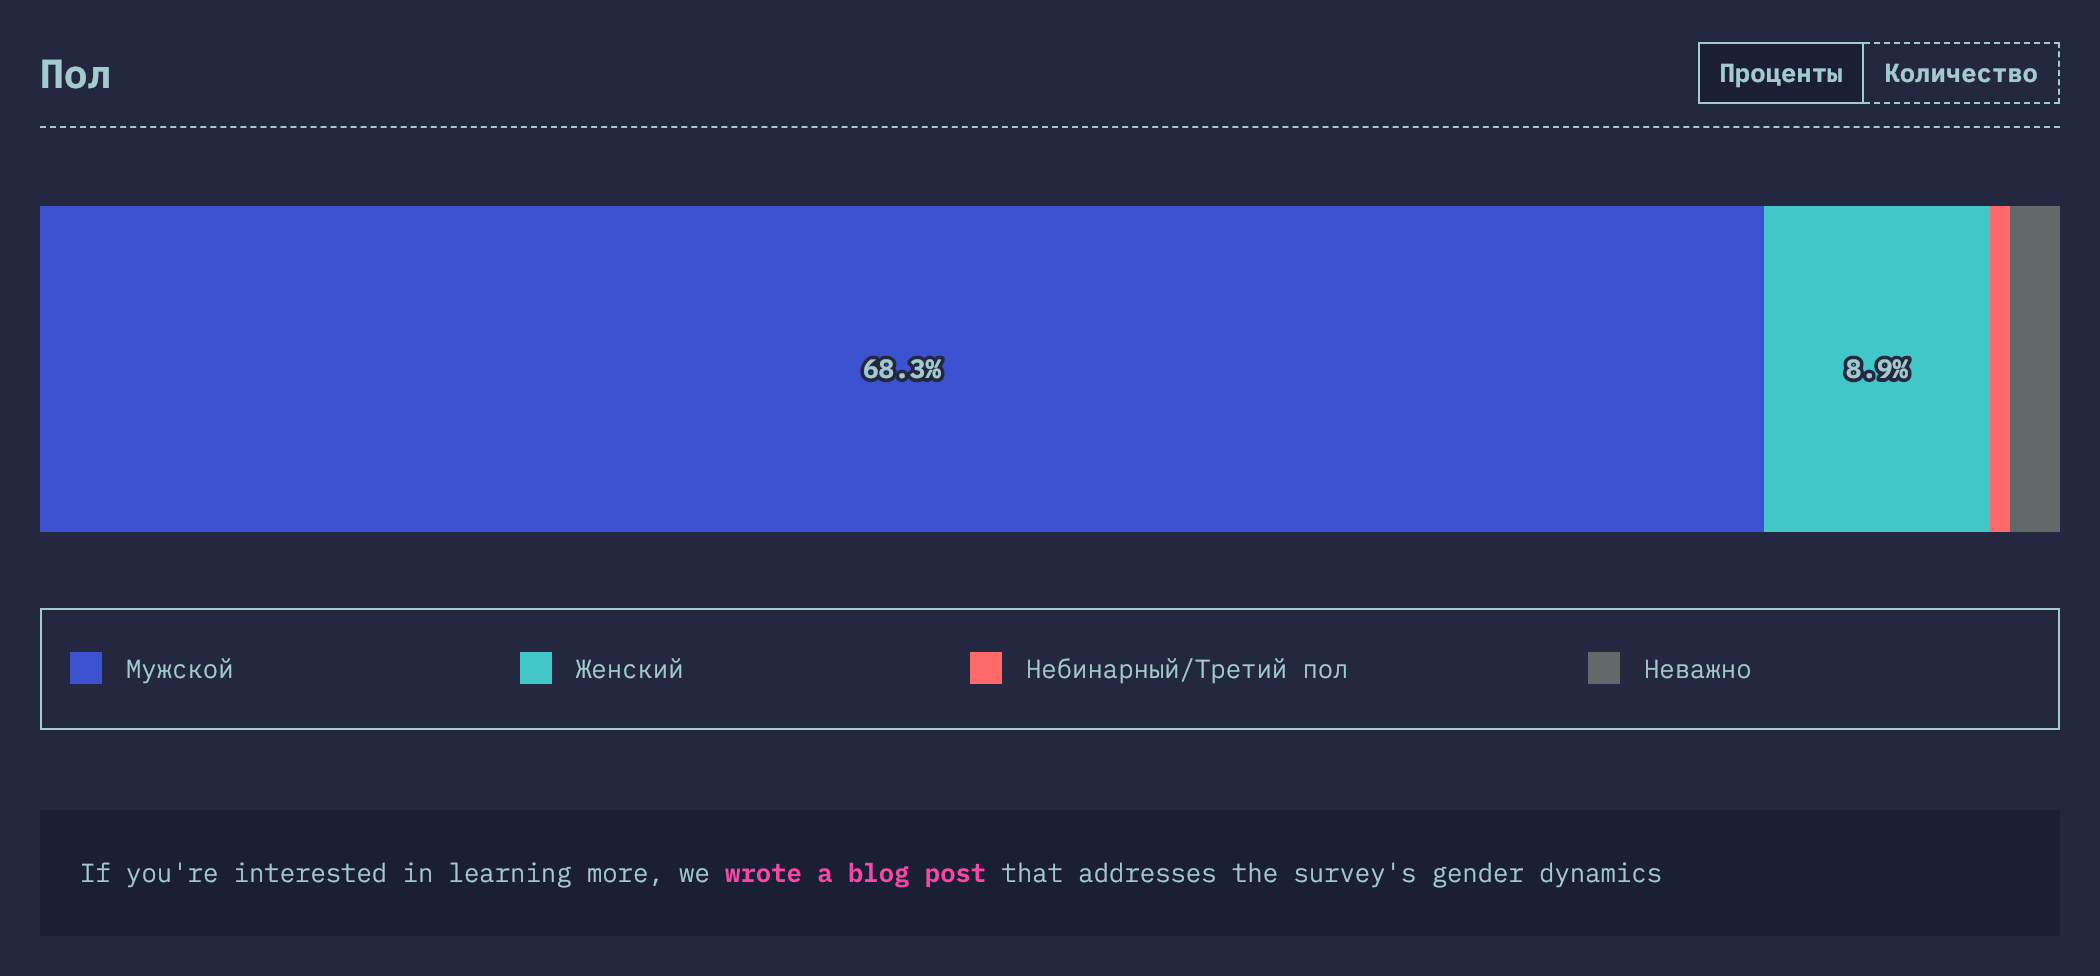 Пол
Проценты Количество
68.3% 8.9%
Мужской Женский Небинарный/Третий пол Неважно
If you're interested in learning more, we wrote a blog post that addresses the survey's gender dynamics